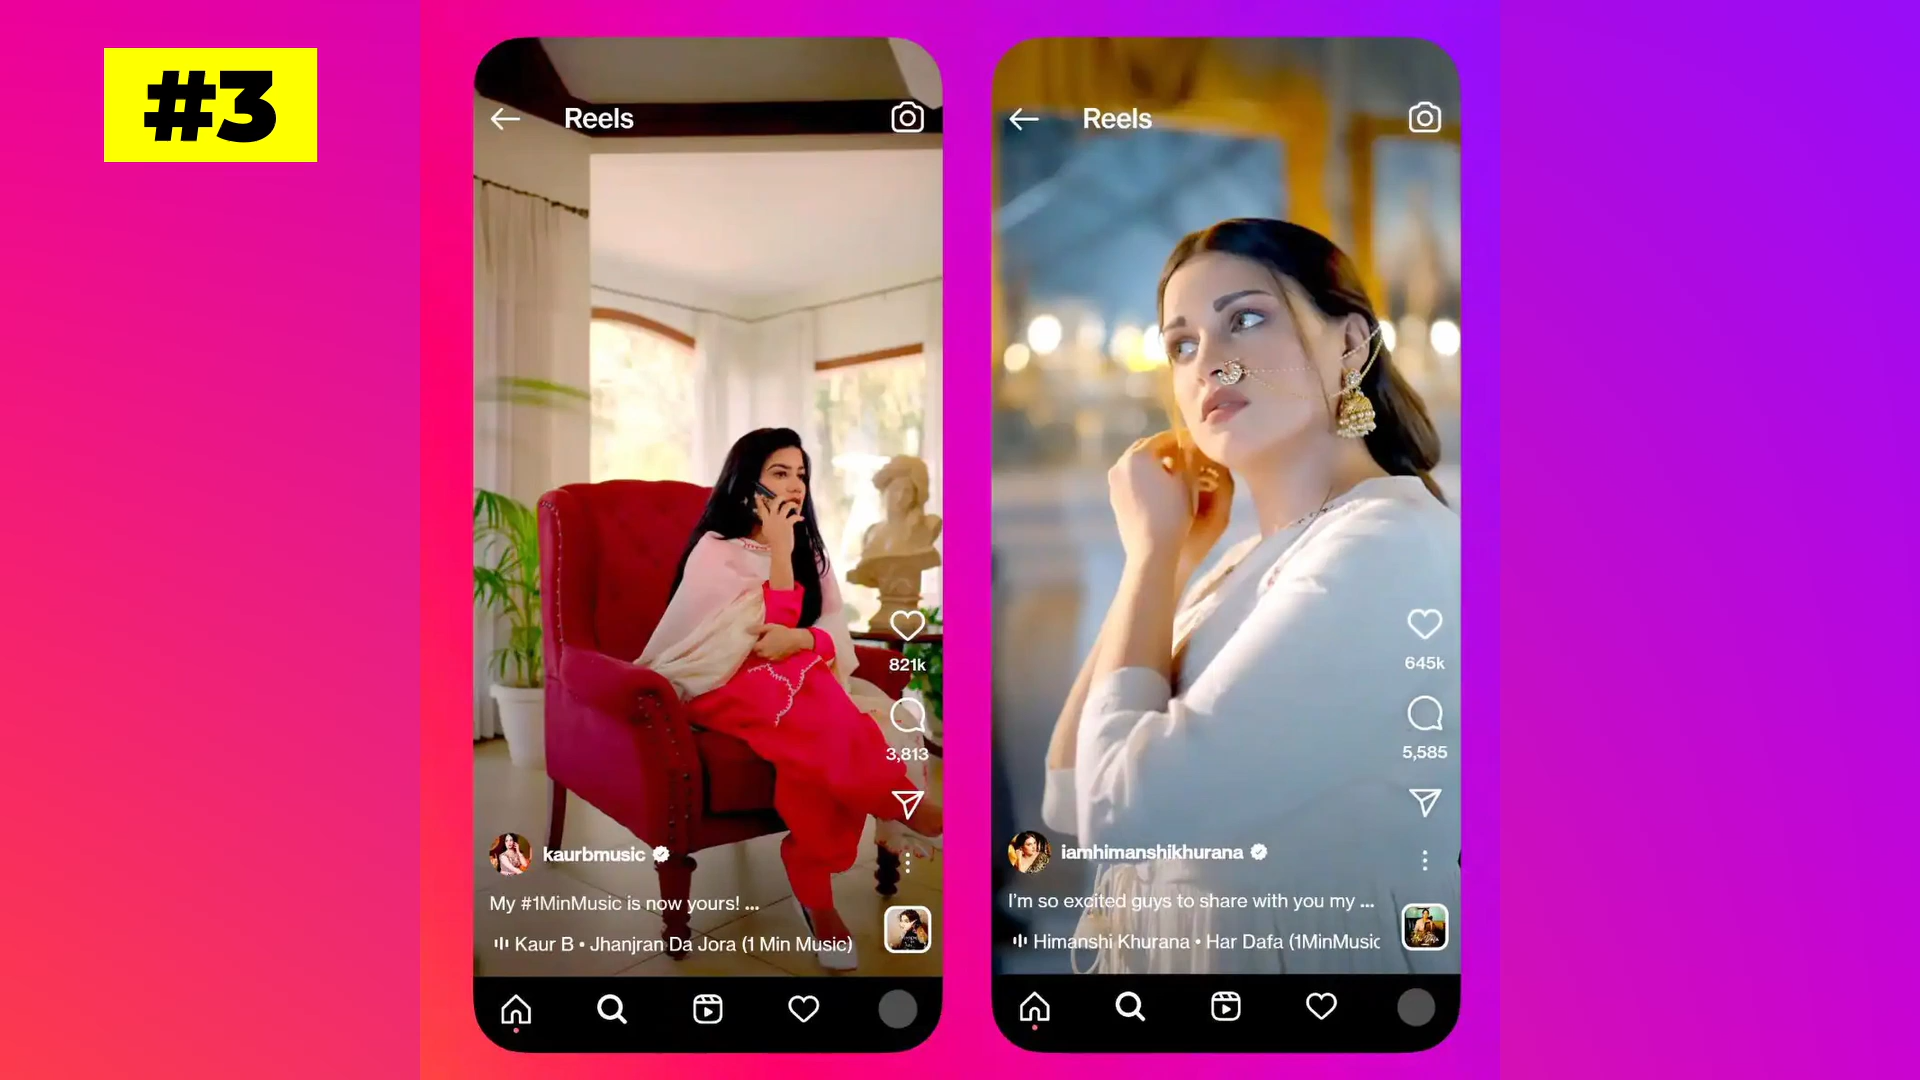 #3
Reels
821k
3,813
kaurbmusic
My #1MinMusic is now yours! ...
Kaur B • Jhanjran Da Jora (1 Min Music)
Reels
645k
5,585
iamhimanshikhurana
I'm so excited guys to share with you my ...
Himanshi Khurana • Har Dafa (1MinMusic